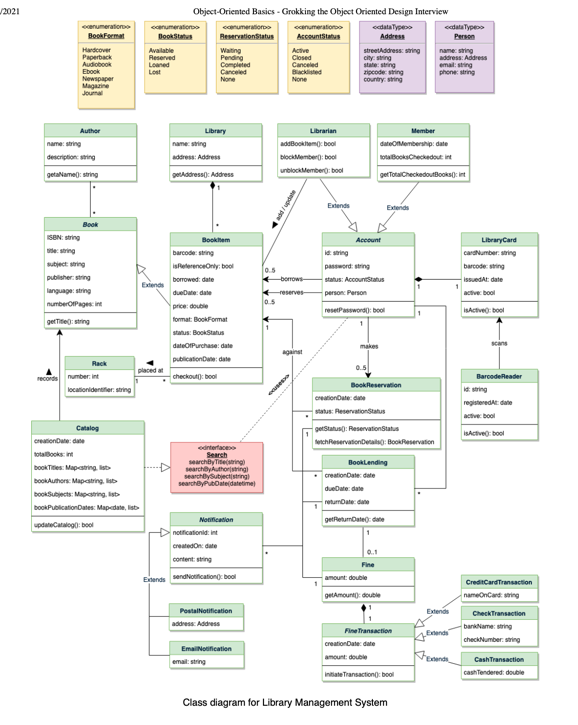 /2021
Object-Oriented Basics - Grokking the Object Oriented Design Interview
<<enumeration>>
BookFormat
Hardcover
Paperback
Audiobook
Ebook
Newspaper
Magazine
Journal
<<enumeration>>
BookStatus
Available
Reserved
Loaned
Lost
<<enumeration>>
ReservationStatus
Waiting
Pending
Completed
Canceled
None
<<enumeration>>
AccountStatus
Active
Closed
Canceled
Blacklisted
None
<<dataType>>
Address
streetAddress: string
city: string
state: string
zipcode: string
country: string
<<dataType>>
Person
name: string
address: Address
email: string
phone: string
Author
name: string
description: string
getaName(): string
Library
name: string
address: Address
getAddress(): Address
Librarian
addBookItem(): bool
blockMember(): bool
unblockMember(): bool
Member
dateOfMembership: date
totalBooksCheckedout: int
getTotalCheckedoutBooks(): int
*
*
1
*
add / update
Extends
Extends
Book
ISBN: string
title: string
subject: string
publisher: string
language: string
numberOfPages: int
getTitle(): string
Extends
BookItem
barcode: string
isReferenceOnly: bool
borrowed: date
dueDate: date
price: double
format: BookFormat
status: BookStatus
dateOfPurchase: date
publicationDate: date
checkout(): bool
0..5
borrows
reserves
0..5
1
Account
id: string
password: string
status: AccountStatus
person: Person
resetPassword(): bool
1
1
1
1
LibraryCard
cardNumber: string
barcode: string
issuedAt: date
active: bool
isActive(): bool
scans
BarcodeReader
id: string
registeredAt: date
active: bool
isActive(): bool
against
makes
0..5
<<uses>>
records
Rack
number: int
locationIdentifier: string
placed at
1
*
BookReservation
creationDate: date
status: ReservationStatus
getStatus(): ReservationStatus
fetchReservationDetails(): BookReservation
*
1
Catalog
creationDate: date
totalBooks: int
bookTitles: Map<string, list>
bookAuthors: Map<string, list>
bookSubjects: Map<string, list>
bookPublicationDates: Map<date, list>
updateCatalog(): bool
<<interface>>
Search
searchByTitle(string)
searchByAuthor(string)
searchBySubject(string)
searchByPubDate(datetime)
BookLending
creationDate: date
dueDate: date
returnDate: date
getReturnDate(): date
*
1
*
1
0..1
Notification
notificationId: int
createdOn: date
content: string
sendNotification(): bool
*
Extends
PostalNotification
address: Address
EmailNotification
email: string
Fine
amount: double
getAmount(): double
1
1
1
FineTransaction
creationDate: date
amount: double
initiateTransaction(): bool
Extends
Extends
Extends
CreditCardTransaction
nameOnCard: string
CheckTransaction
bankName: string
checkNumber: string
CashTransaction
cashTendered: double
Class diagram for Library Management System